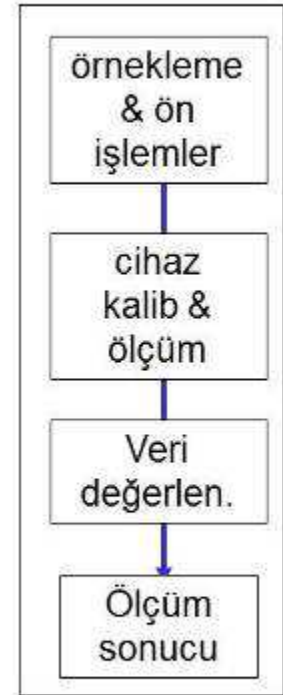 örnekleme
& ön
işlemler
cihaz
kalib &
ölçüm
Veri
değerlen.
Ölçüm
sonucu